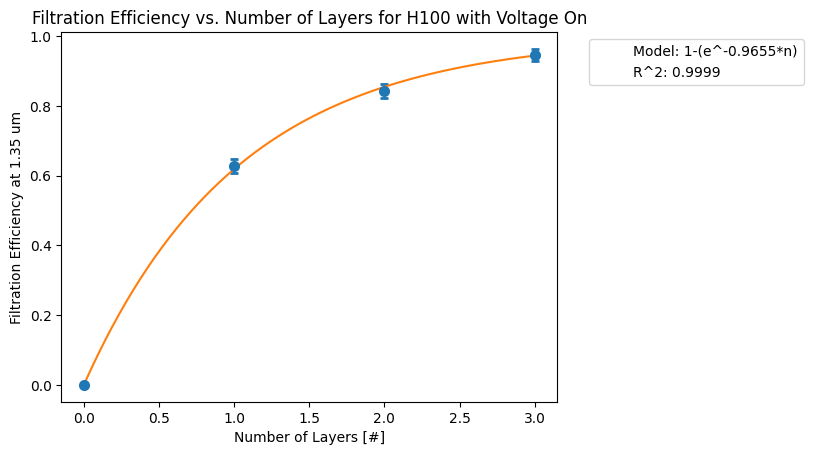 Filtration Efficiency vs. Number of Layers for H100 with Voltage On
Model: 1-(e^-0.9655*n)
R^2: 0.9999
Filtration Efficiency at 1.35 um
1.0
0.8
0.6
0.4
0.2
0.0
0.0 0.5 1.0 1.5 2.0 2.5 3.0
Number of Layers [#]